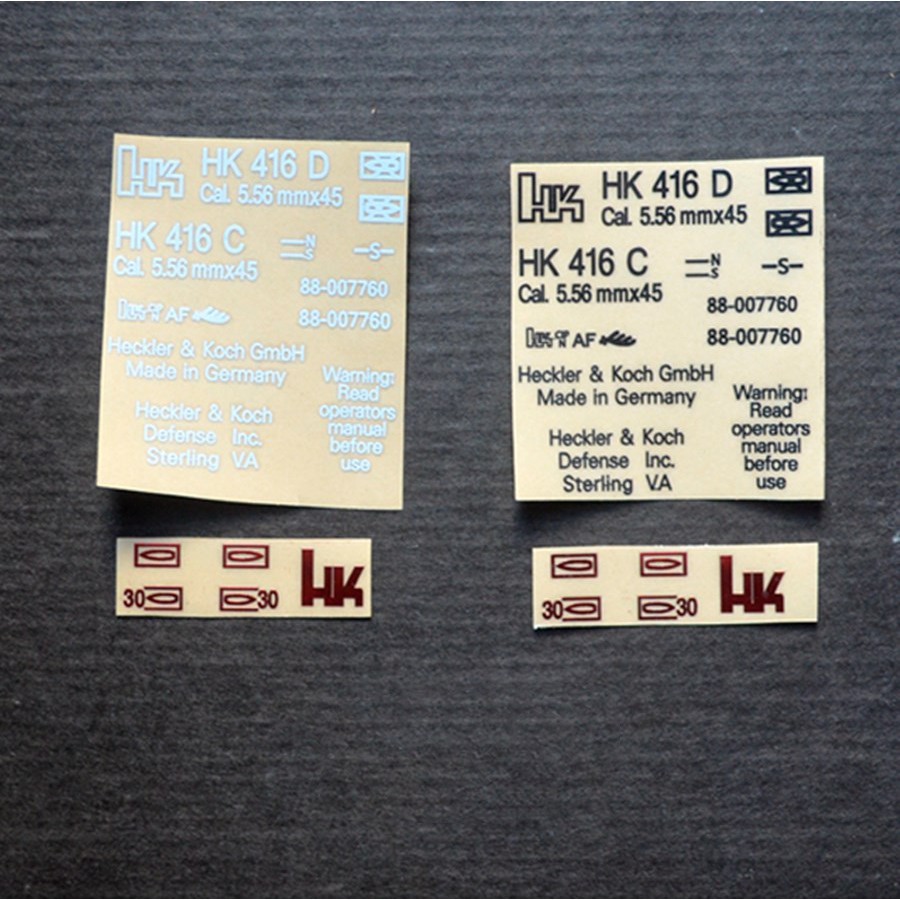 HK HK 416 D
Cal. 5.56 mmx45
HK 416 C
Cal. 5.56 mmx45
N
S
-S-
88-007760
AF
88-007760
Heckler & Koch GmbH
Made in Germany
Heckler & Koch
Defense Inc.
Sterling VA
Warning:
Read
operators
manual
before
use
30
30
HK
HK HK 416 D
Cal. 5.56 mmx45
HK 416 C
Cal. 5.56 mmx45
N
S
-S-
88-007760
AF
88-007760
Heckler & Koch GmbH
Made in Germany
Heckler & Koch
Defense Inc.
Sterling VA
Warning:
Read
operators
manual
before
use
30
30
HK